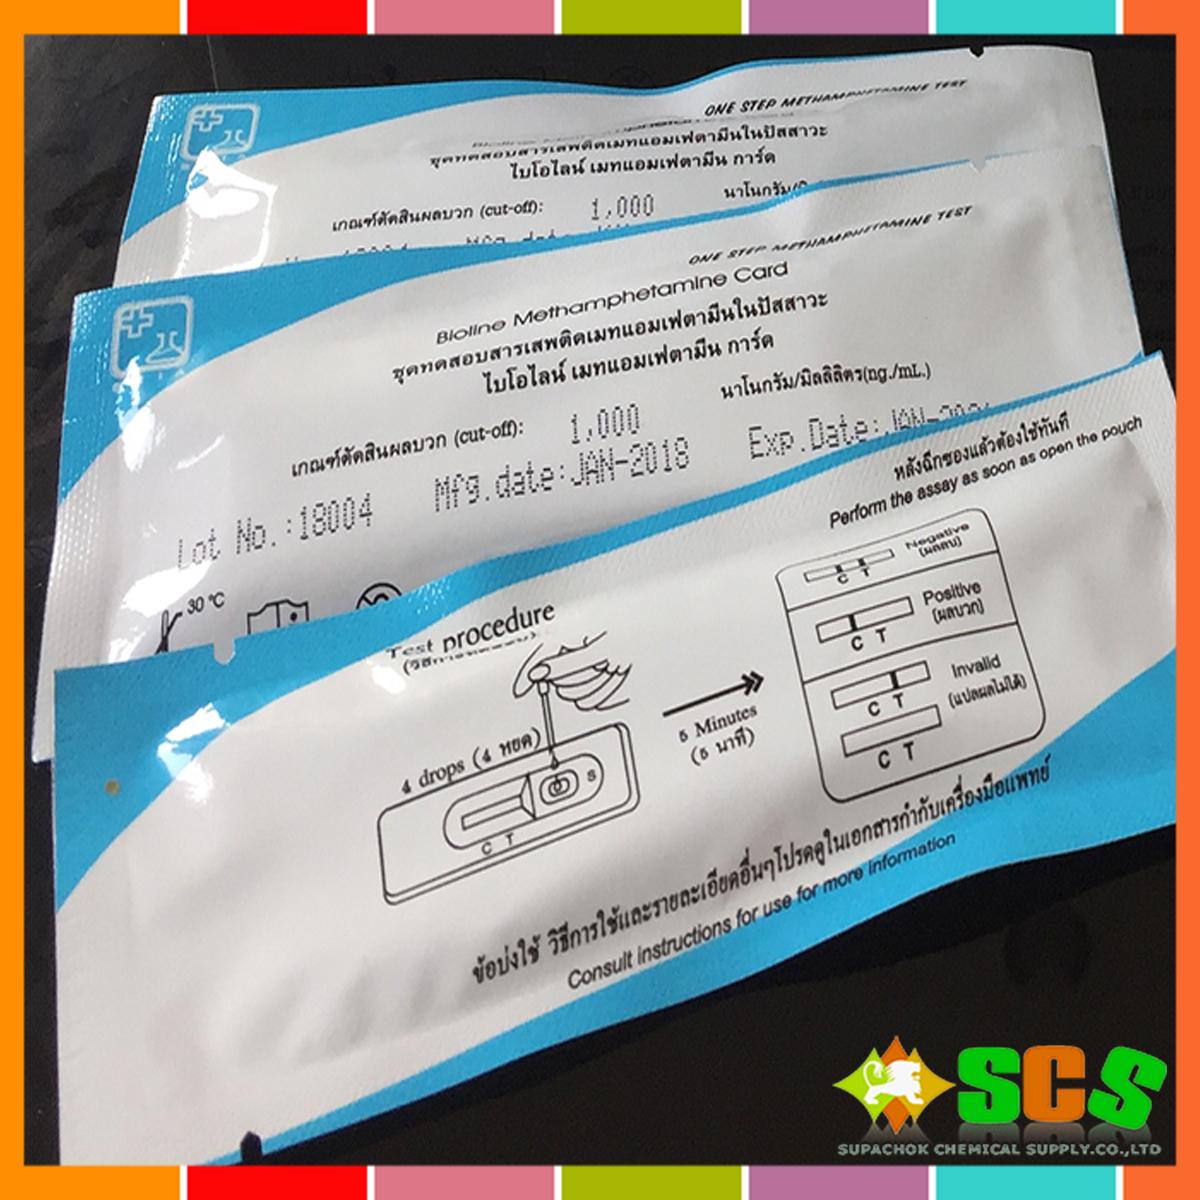 ONE STEP METHAMPHETAMINE TEST
ชุดทดสอบสารเสพติดเมทแอมเฟตามีนในปัสสาวะ
ไบโอไลน์ เมทแอมเฟตามีน การ์ด
เกณฑ์ตัดสินผลบวก (cut-off): 1,000
ONE STEP METHAMPHETAMINE TEST
Bioline Methamphetamine Card
ชุดทดสอบสารเสพติดเมทแอมเฟตามีนในปัสสาวะ
ไบโอไลน์ เมทแอมเฟตามีน การ์ด
เกณฑ์ตัดสินผลบวก (cut-off): 1,000 นาโนกรัม/มิลลิลิตร(ng./mL.)
Lot No.:18004 Mfg.date:JAN-2018 Exp.Date:
30 °C
หลังฉีกซองแล้วต้องใช้ทันที
Perform the assay as soon as open the pouch
Test procedure
4 drops (4 หยด)
S
C T
5 Minutes
(5 นาที)
Negative
(ผลลบ)
C T
Positive
(ผลบวก)
C T
Invalid
(แปลผลไม่ได้)
C T
C T
ข้อบ่งใช้ วิธีการใช้และรายละเอียดอื่นๆโปรดดูในเอกสารกำกับเครื่องมือแพทย์
Consult instructions for use for more information
SCS
SUPACHOK CHEMICAL SUPPLY.CO.,LTD